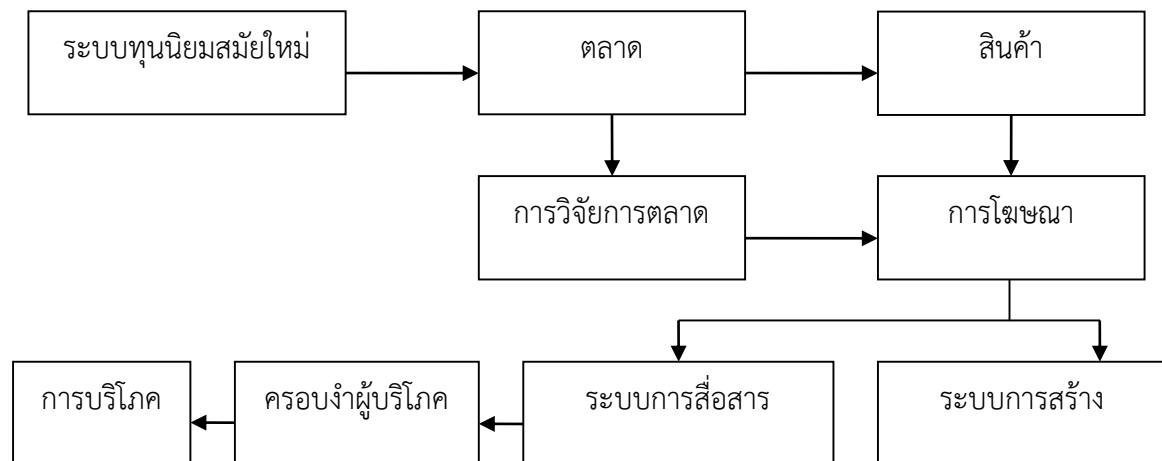 ระบบทุนนิยมสมัยใหม่
ตลาด
สินค้า
การวิจัยการตลาด
การโฆษณา
การบริโภค
ครอบงำผู้บริโภค
ระบบการสื่อสาร
ระบบการสร้าง